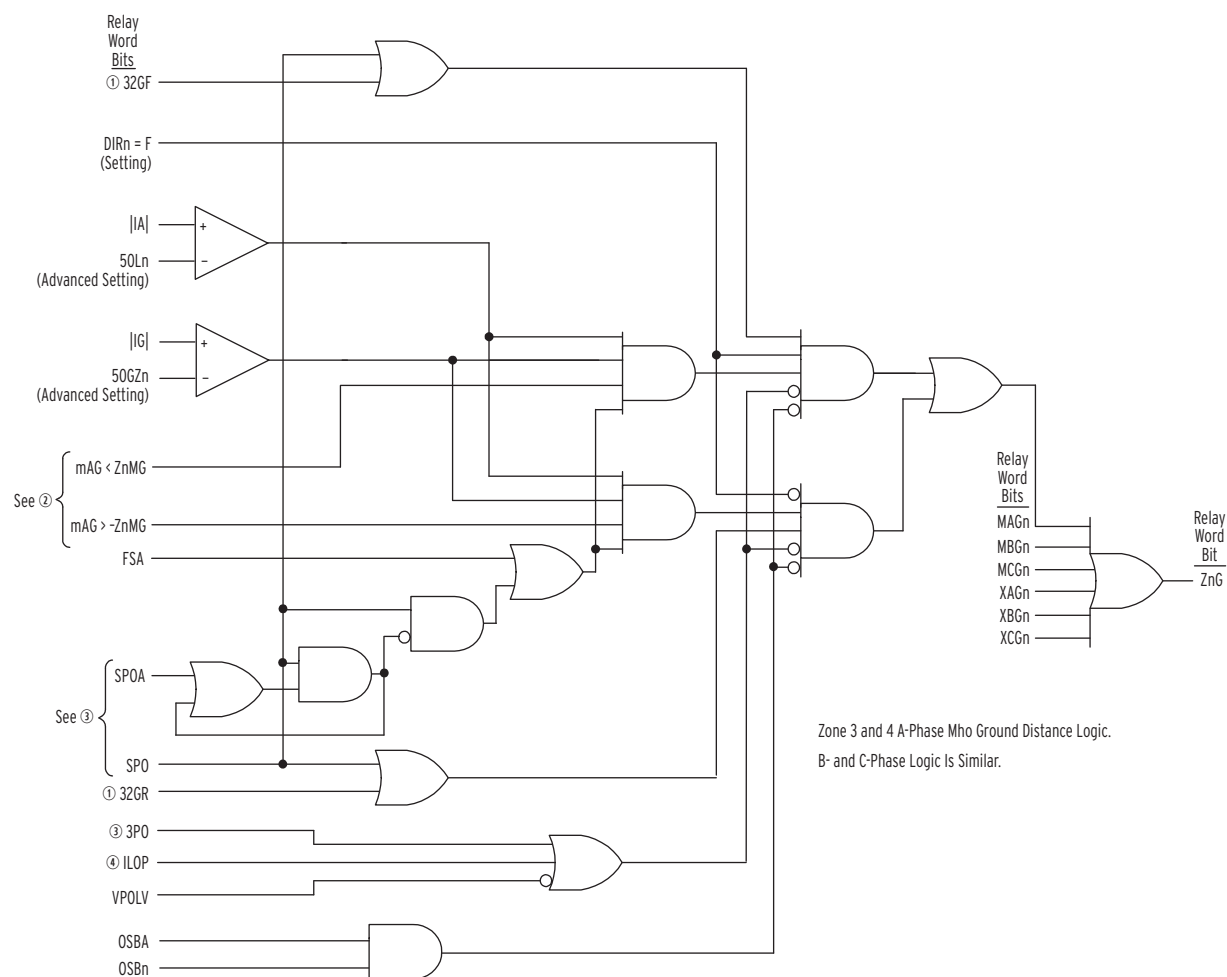 Relay
Word
Bits
① 32GF
DIRn = F
(Setting)
|IA|
+
50Ln
–
(Advanced Setting)
|IG|
+
50GZn
–
(Advanced Setting)
mAG < ZnMG
See ②
mAG > -ZnMG
FSA
SPOA
See ③
SPO
① 32GR
③ 3PO
④ ILOP
VPOLV
OSBA
OSBn
Relay
Word
Bits
MAGn
MBGn
MCGn
XAGn
XBGn
XCGn
Relay
Word
Bit
ZnG
Zone 3 and 4 A-Phase Mho Ground Distance Logic.
B- and C-Phase Logic Is Similar.